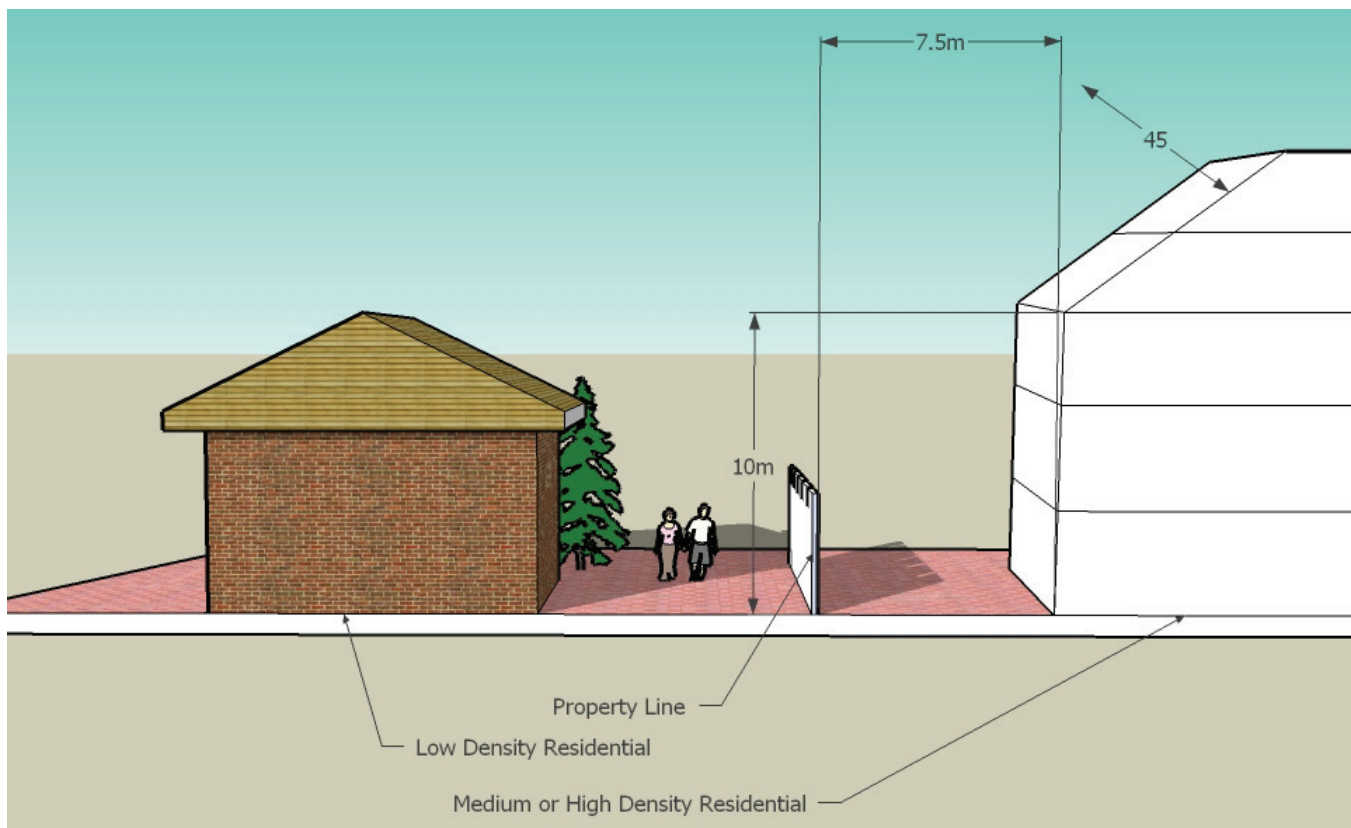 7.5m
45
10m
Property Line
Low Density Residential
Medium or High Density Residential